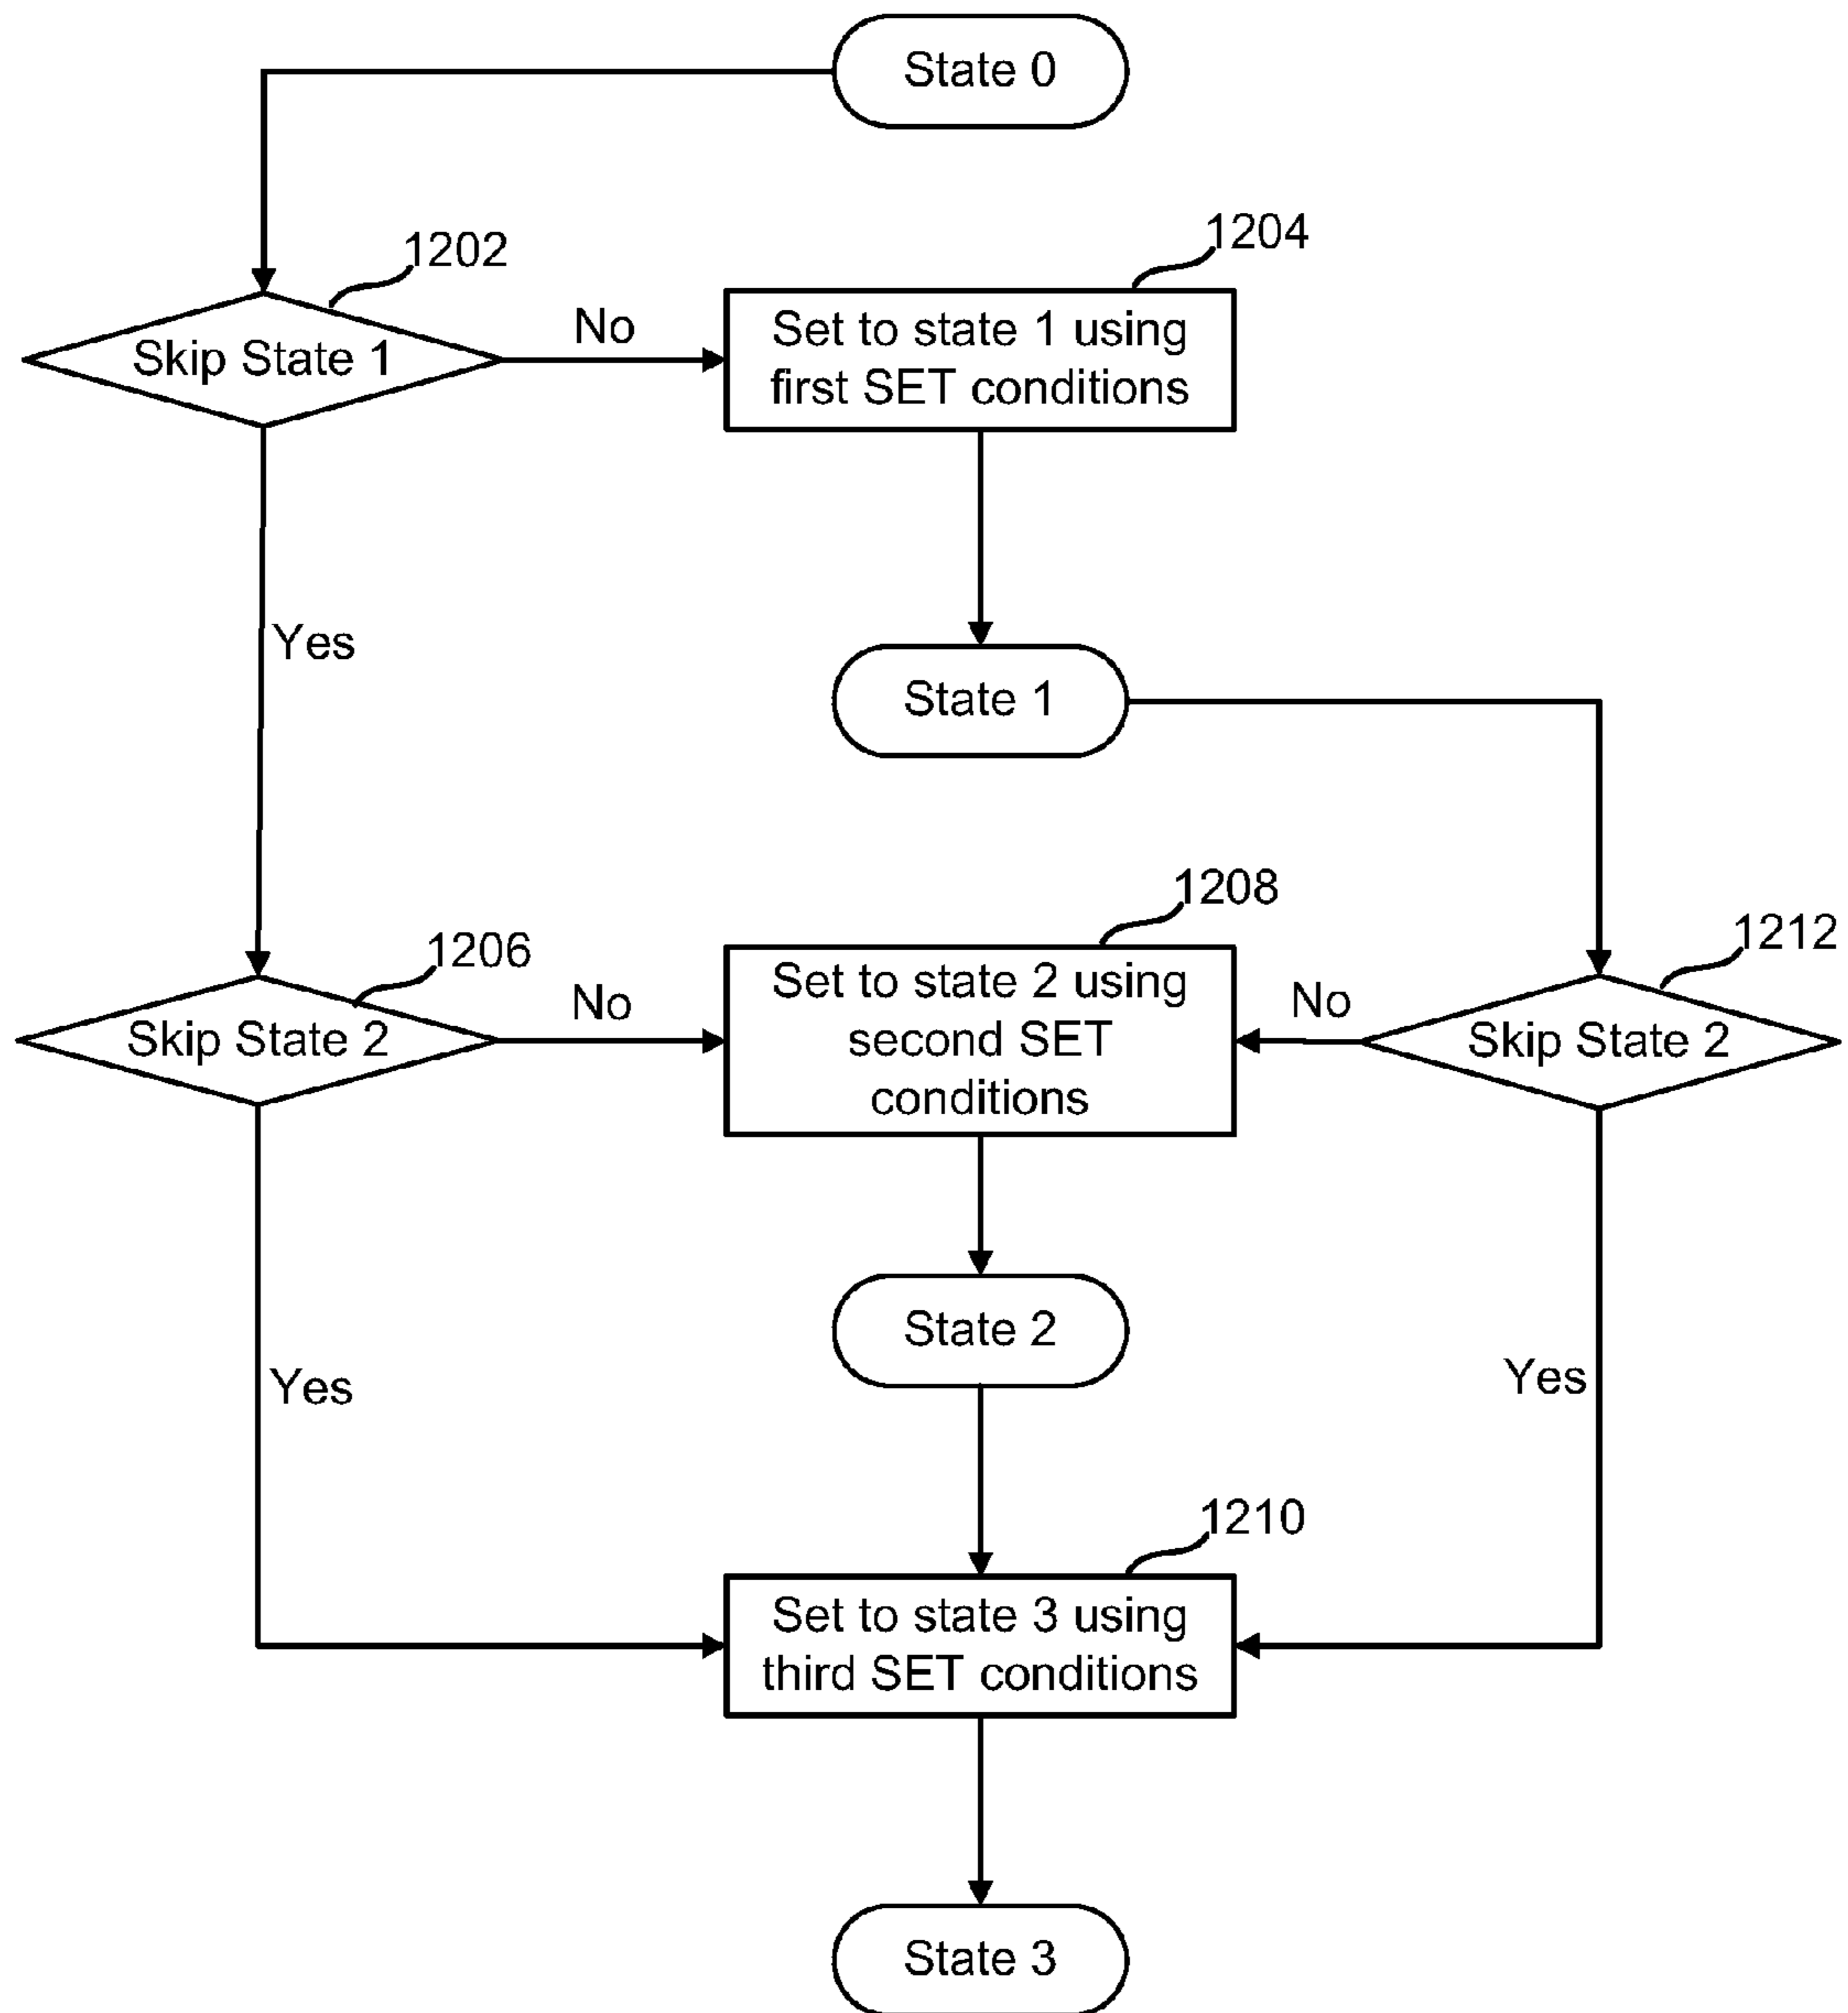 State 0
1202
1204
Skip State 1
No
Set to state 1 using
first SET conditions
Yes
State 1
1206
1208
1212
Skip State 2
No
Set to state 2 using
second SET
conditions
No
Skip State 2
State 2
Yes
Yes
1210
Set to state 3 using
third SET conditions
State 3